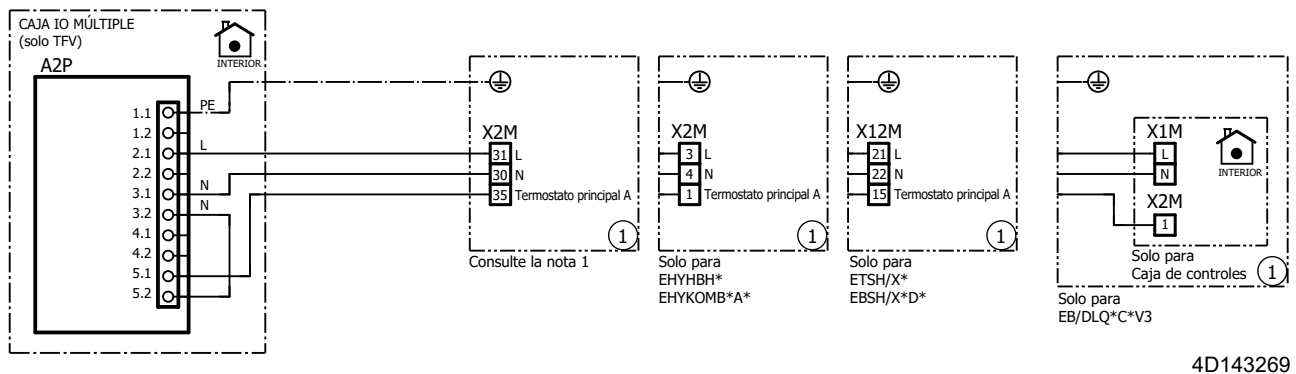 CAJA IO MÚLTIPLE
(solo TFV)
INTERIOR
A2P
1.1
1.2
2.1
2.2
3.1
3.2
4.1
4.2
5.1
5.2
PE
L
N
N
X2M
31 L
30 N
35 Termostato principal A
1
Consulte la nota 1
X2M
3 L
4 N
1 Termostato principal A
1
Solo para
EHYHBH*
EHYKOMB*A*
X12M
21 L
22 N
15 Termostato principal A
1
Solo para
ETSH/X*
EBSH/X*D*
X1M
L
N
INTERIOR
X2M
1
Solo para
Caja de controles
1
Solo para
EB/DLQ*C*V3
4D143269